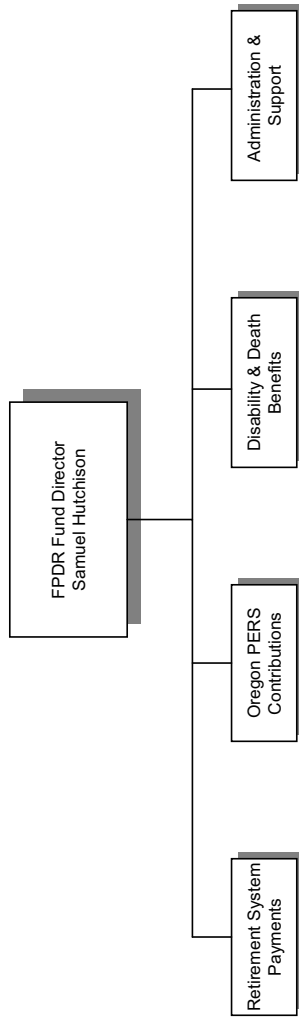 FPDR Fund Director
Samuel Hutchison
Retirement System
Payments
Oregon PERS
Contributions
Disability & Death
Benefits
Administration &
Support